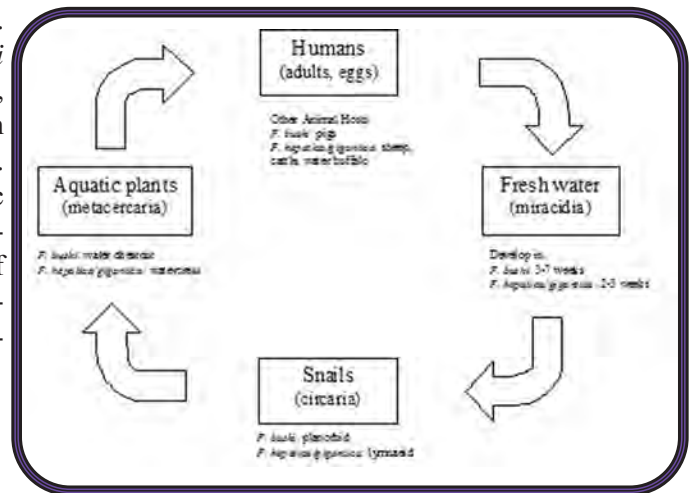 i
,
Humans
(adults, eggs)
Other Animal Hosts
F. buski: pigs
F. hepatica/gigantica: sheep,
cattle, water buffalo
Aquatic plants
(metacercaria)
F. buski: water
F. hepatica/gigantica: watercress
Fresh water
(miracidia)
Develop in:
F. buski: 3-7 weeks
F. hepatica/gigantica: 2-3 weeks
f
Snails
(circaria)
F. buski: planorbid
F. hepatica/gigantica: lymnaeid